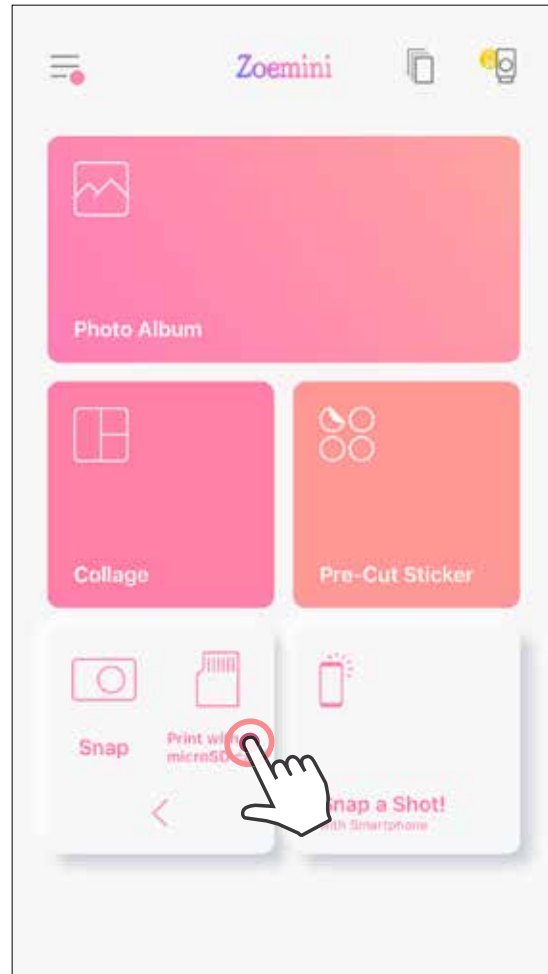 Zoemini
Photo Album
Collage
Pre-Cut Sticker
Snap
Print with
microSD
Snap a Shot!
with Smartphone